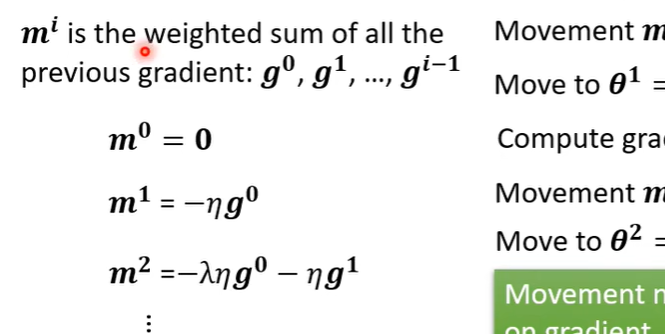 mⁱ is the weighted sum of all the
previous gradient: g⁰, g¹, ..., gⁱ⁻¹
m⁰ = 0
m¹ = −ηg⁰
m² =−ληg⁰ − ηg¹
⋮
Movement
Move to θ¹ =
Compute
Movement
Move to θ² =
Movement
on gradient